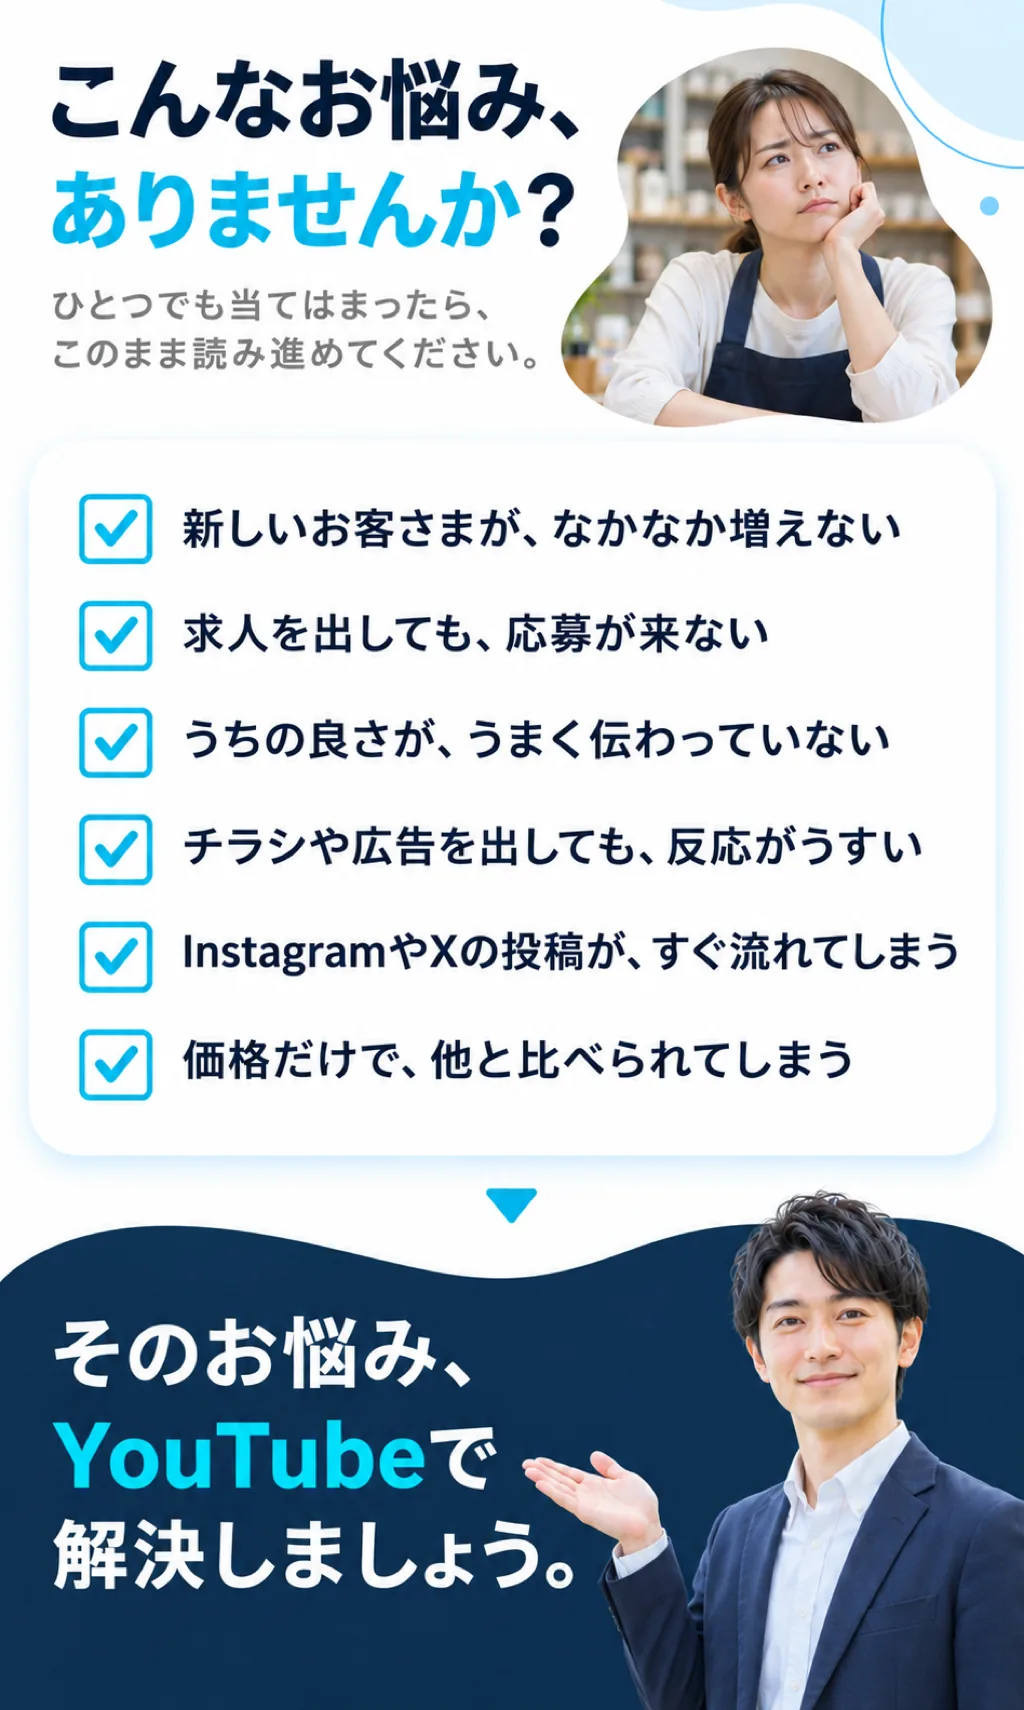 こんなお悩み、
ありませんか？
ひとつでも当てはまったら、
このまま読み進めてください。
新しいお客さまが、なかなか増えない
求人を出しても、応募が来ない
うちの良さが、うまく伝わっていない
チラシや広告を出しても、反応がうすい
InstagramやXの投稿が、すぐ流れてしまう
価格だけで、他と比べられてしまう
そのお悩み、
YouTubeで
解決しましょう。